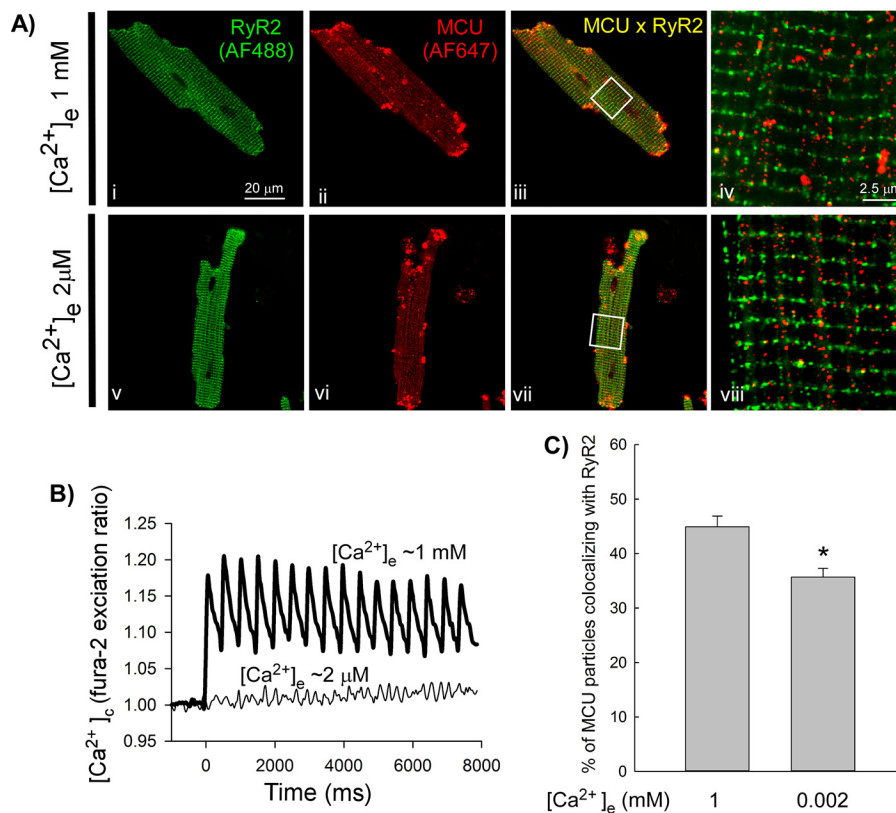 A)
[Ca2+]e 1 mM
RyR2
(AF488)
i
20 μm
MCU
(AF647)
ii
MCU x RyR2
iii
iv
2.5 μm
[Ca2+]e 2μM
v
vi
vii
viii
B)
[Ca2+]c (fura-2 exciation ratio)
1.25
1.20
1.15
1.10
1.05
1.00
0.95
[Ca2+]e ~1 mM
[Ca2+]e ~2 μM
0 2000 4000 6000 8000
Time (ms)
C)
% of MCU particles colocalizing with RyR2
60
50
40
30
20
10
0
*
[Ca2+]e (mM) 1 0.002